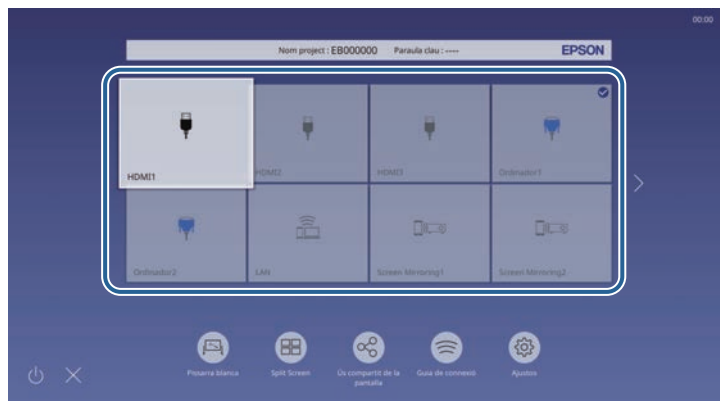 00:00
Nom project : EB000000 Paraula clau : ---- EPSON
HDMI1 HDMI2 HDMI3 Ordinador1
Ordinador2 LAN Screen Mirroring1 Screen Mirroring2
Pissarra blanca Split Screen Ús compartit de la pantalla Guia de connexió Ajustos